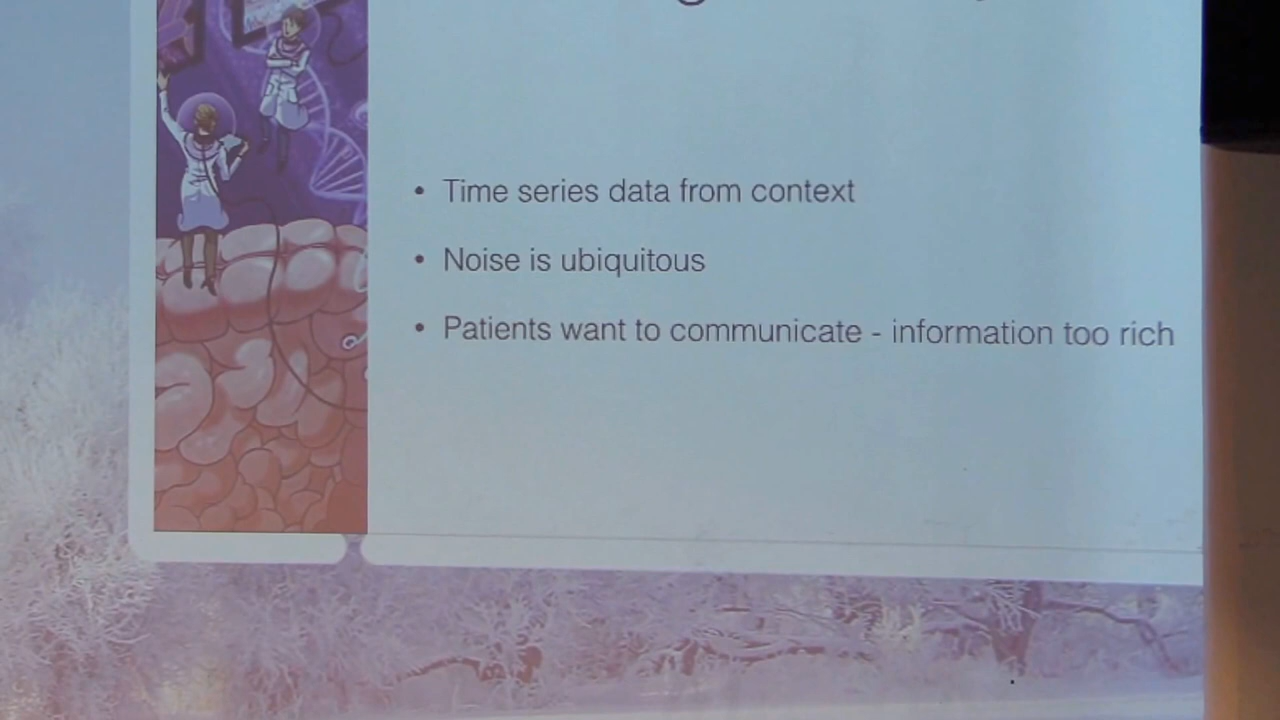 • Time series data from context
• Noise is ubiquitous
• Patients want to communicate - information too rich